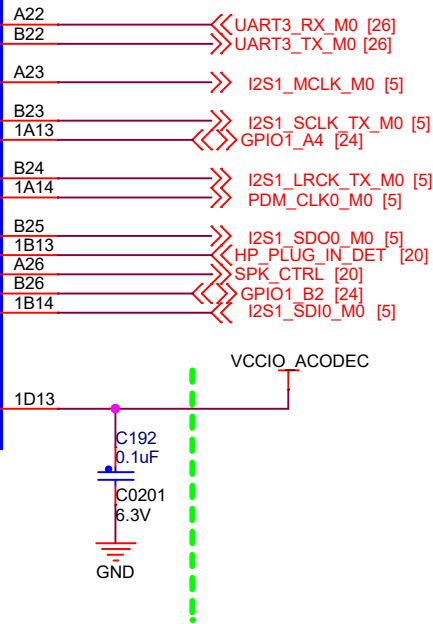 A22 UART3_RX_M0 [26]
B22 UART3_TX_M0 [26]
A23 I2S1_MCLK_M0 [5]
B23 I2S1_SCLK_TX_M0 [5]
1A13 GPIO1_A4 [24]
B24 I2S1_LRCK_TX_M0 [5]
1A14 PDM_CLK0_M0 [5]
B25 I2S1_SDO0_M0 [5]
1B13 HP_PLUG_IN_DET [20]
A26 SPK_CTRL [20]
B26 GPIO1_B2 [24]
1B14 I2S1_SDI0_M0 [5]
VCCIO_ACODEC
1D13
C192
0.1uF
C0201
6.3V
GND